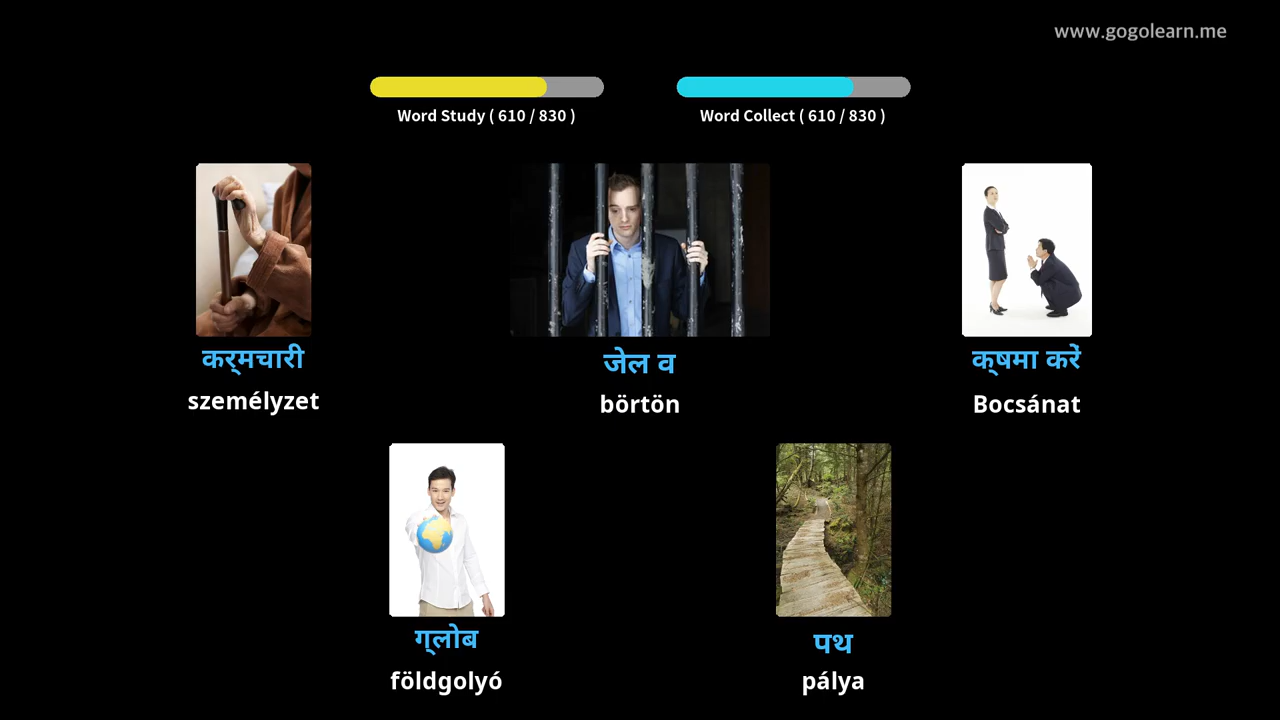 www.gogolearn.me
Word Study ( 610 / 830 )
Word Collect ( 610 / 830 )
कर्मचारी
személyzet
जेल व
börtön
क्षमा करें
Bocsánat
ग्लोब
földgolyó
पथ
pálya